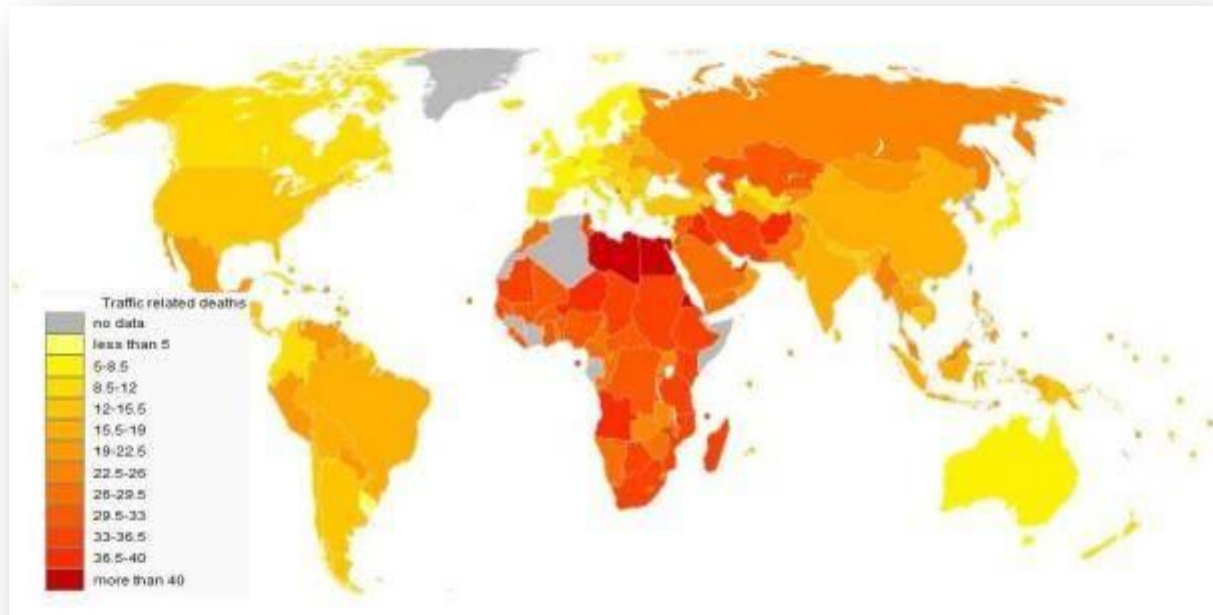 Traffic related deaths
no data
less than 5
5-8.5
8.5-12
12-15.5
15.5-19
19-22.5
22.5-26
26-29.5
29.5-33
33-36.5
36.5-40
more than 40